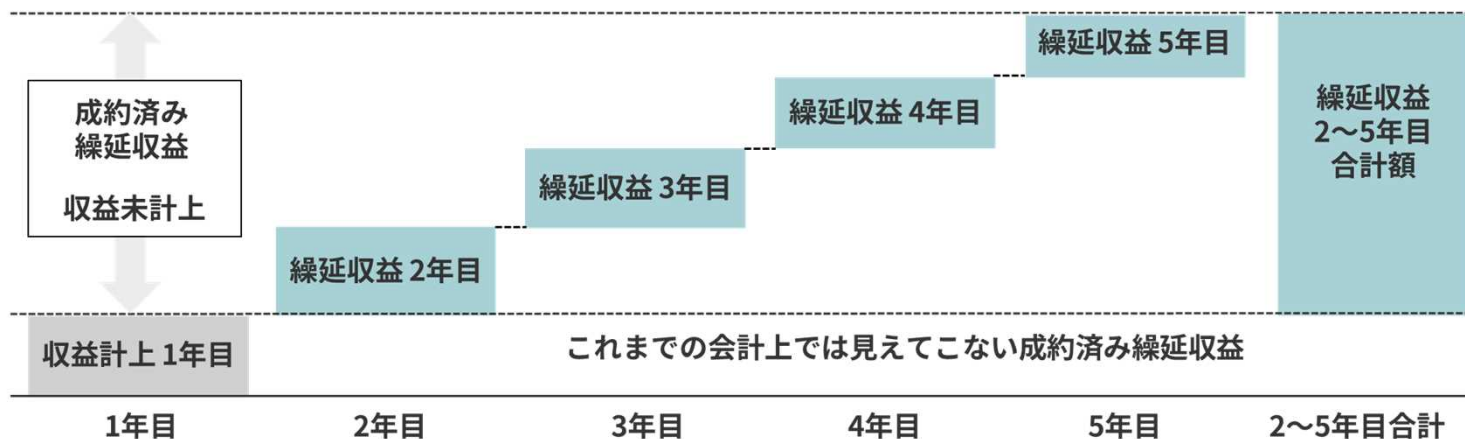 繰延収益 5年目
成約済み
繰延収益
収益未計上
繰延収益 4年目
繰延収益
2〜5年目
合計額
繰延収益 3年目
繰延収益 2年目
収益計上 1年目
これまでの会計上では見えてこない成約済み繰延収益
1年目
2年目
3年目
4年目
5年目
2〜5年目合計